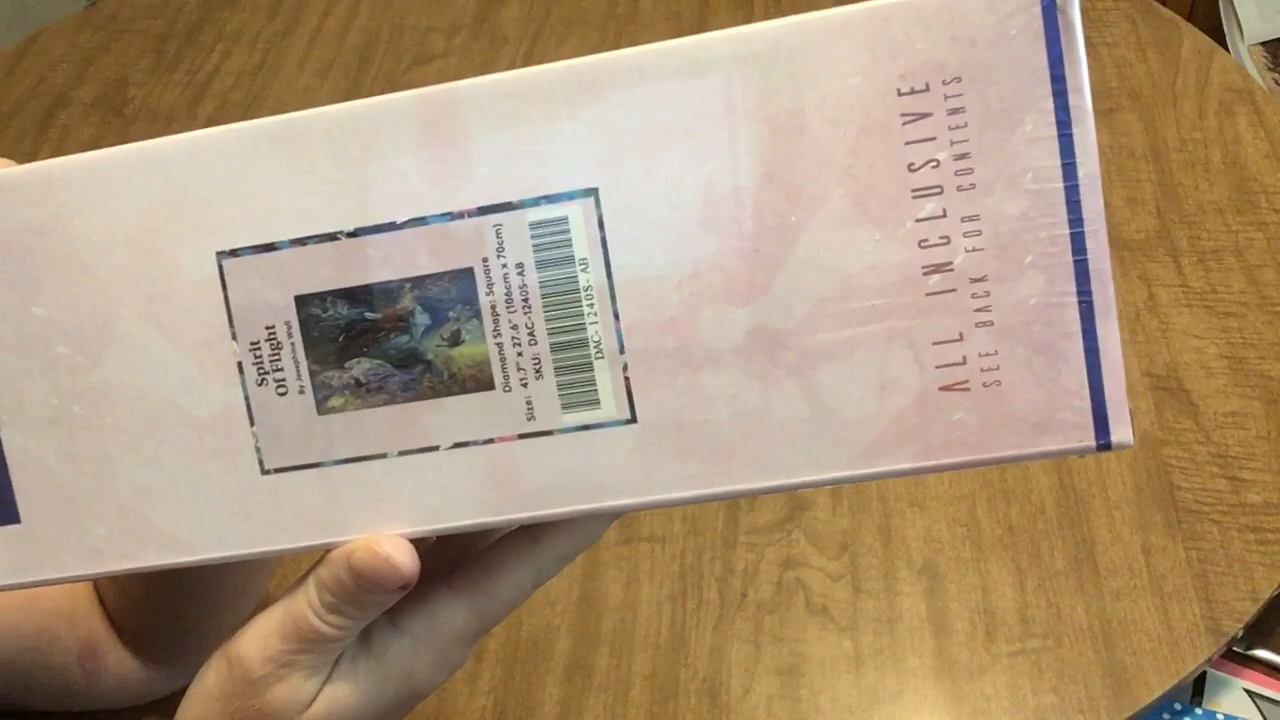 Spirit
Of Flight
By Josephine Wall
Diamond Shape: Square
Size: 41.7" x 27.6" (106cm x 70cm)
SKU: DAC-1240S-AB
DAC- 1240S- AB
ALL INCLUSIVE
SEE BACK FOR CONTENTS